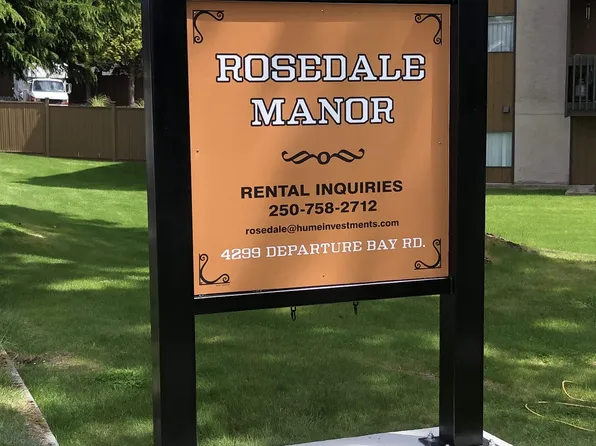 ROSEDALE
MANOR
RENTAL INQUIRIES
250-758-2712
rosedale@humeinvestments.com
4299 DEPARTURE BAY RD.